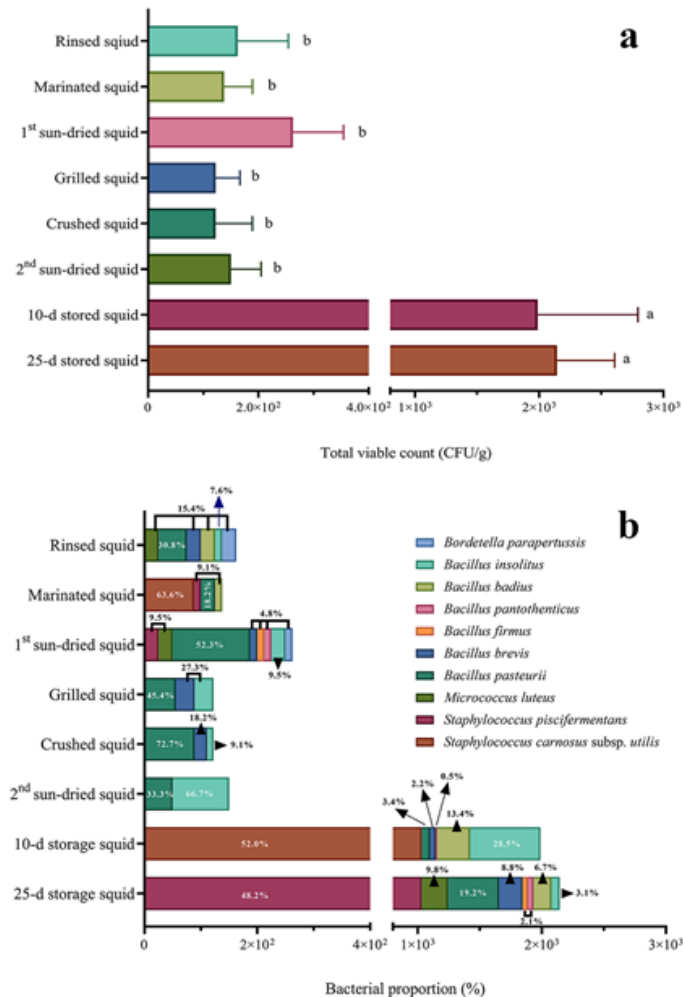 a
Rinsed sqiud
b
Marinated squid
b
1st sun-dried squid
b
Grilled squid
b
Crushed squid
b
2nd sun-dried squid
b
10-d stored squid
a
25-d stored squid
a
0
2.0×10²
4.0×10²
1×10³
2×10³
3×10³
Total viable count (CFU/g)
b
7.6%
15.4%
Rinsed squid
30.8%
9.1%
Marinated squid
63.6%
18.2%
9.5%
4.8%
1st sun-dried squid
52.3%
9.5%
27.3%
Grilled squid
45.4%
18.2%
Crushed squid
72.7%
9.1%
2nd sun-dried squid
33.3%
66.7%
Bordetella parapertussis
Bacillus insolitus
Bacillus badius
Bacillus pantothenticus
Bacillus firmus
Bacillus brevis
Bacillus pasteurii
Micrococcus luteus
Staphylococcus piscifermentans
Staphylococcus carnosus subsp. utilis
0.5%
2.2%
3.4%
13.4%
10-d storage squid
52.0%
28.5%
9.8%
8.8%
6.7%
25-d storage squid
48.2%
19.2%
3.1%
2.1%
0
2.0×10²
4×10²
1×10³
2×10³
3×10³
Bacterial proportion (%)